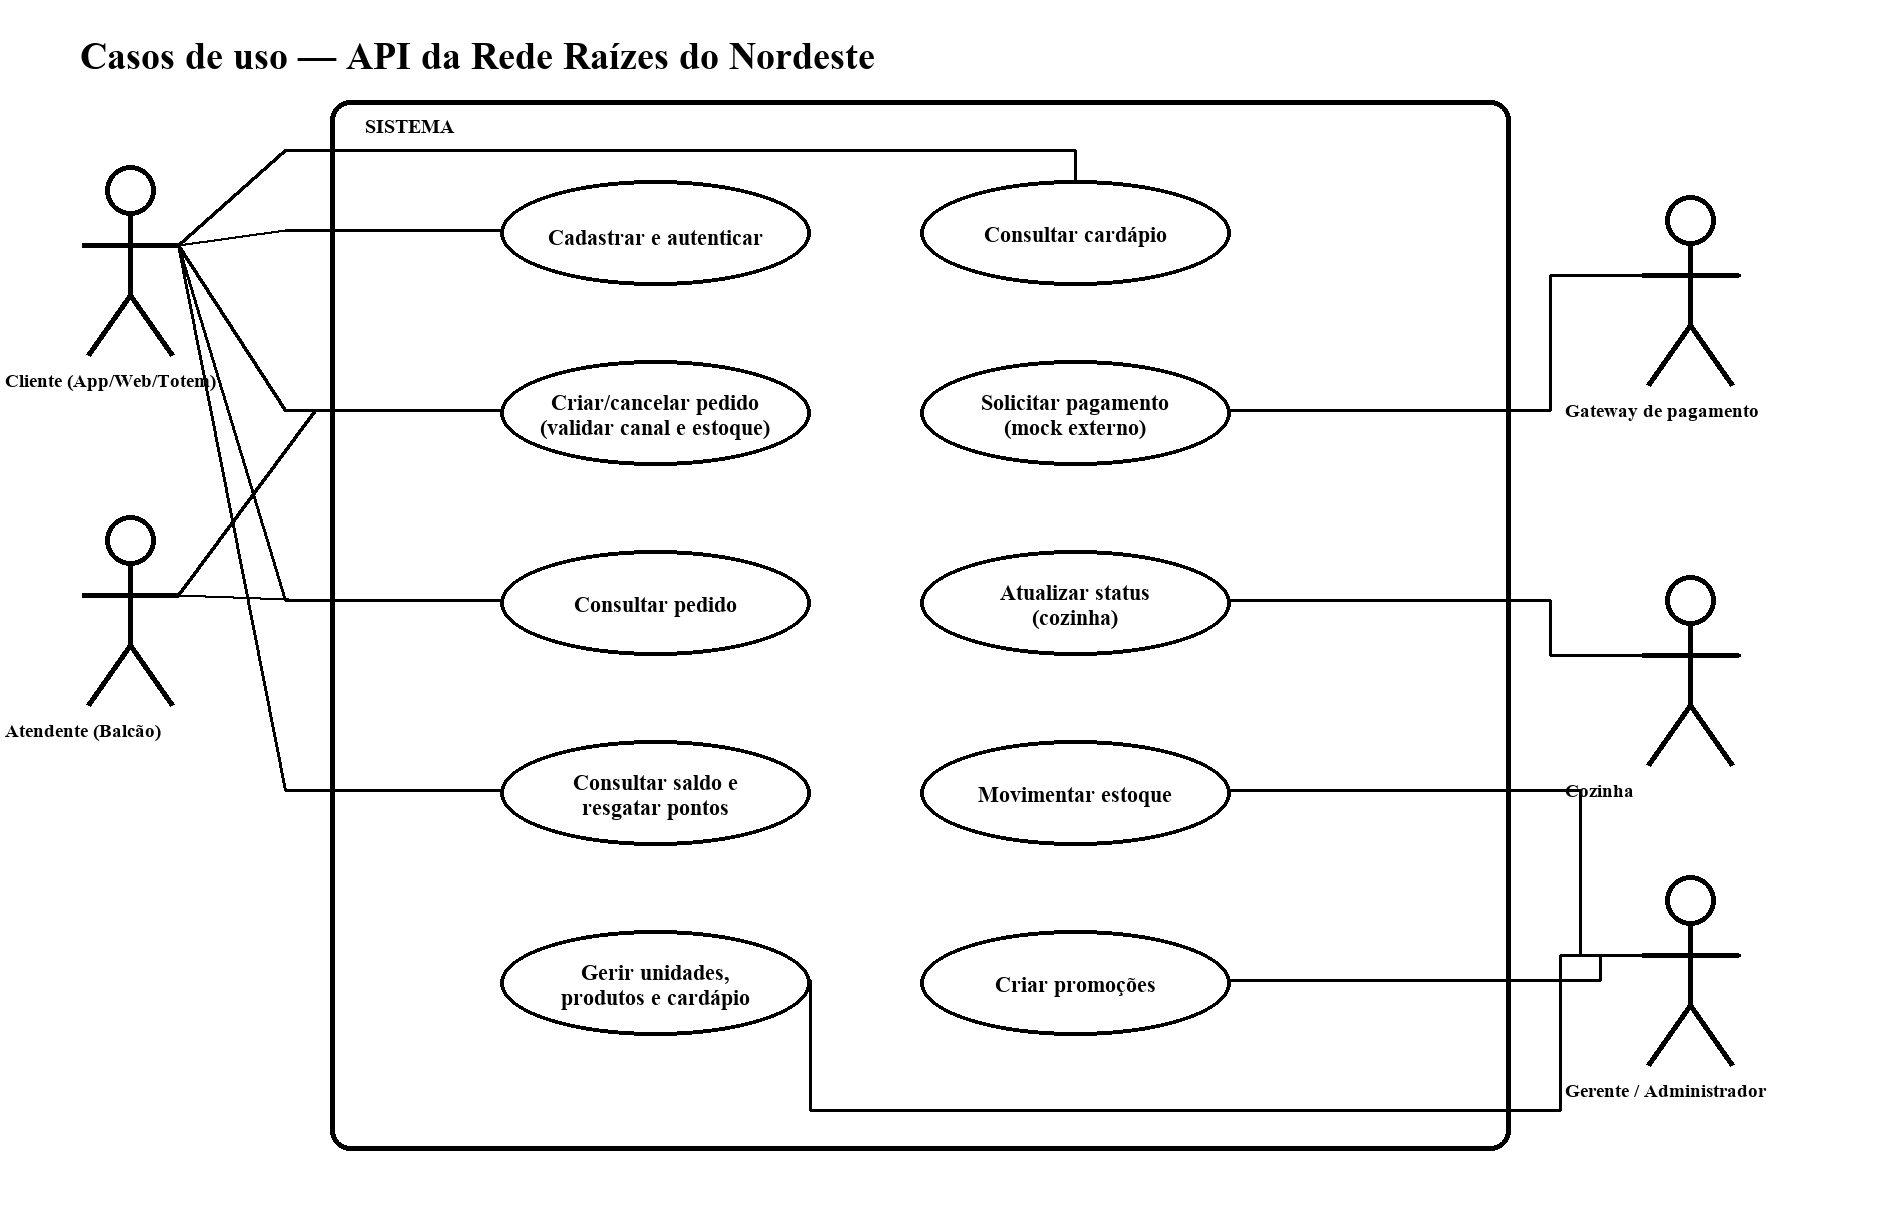 Casos de uso — API da Rede Raízes do Nordeste
SISTEMA
Cadastrar e autenticar
Consultar cardápio
Cliente (App/Web/Totem)
Criar/cancelar pedido
(validar canal e estoque)
Solicitar pagamento
(mock externo)
Gateway de pagamento
Consultar pedido
Atualizar status
(cozinha)
Atendente (Balcão)
Consultar saldo e
resgatar pontos
Movimentar estoque
Cozinha
Gerir unidades,
produtos e cardápio
Criar promoções
Gerente / Administrador